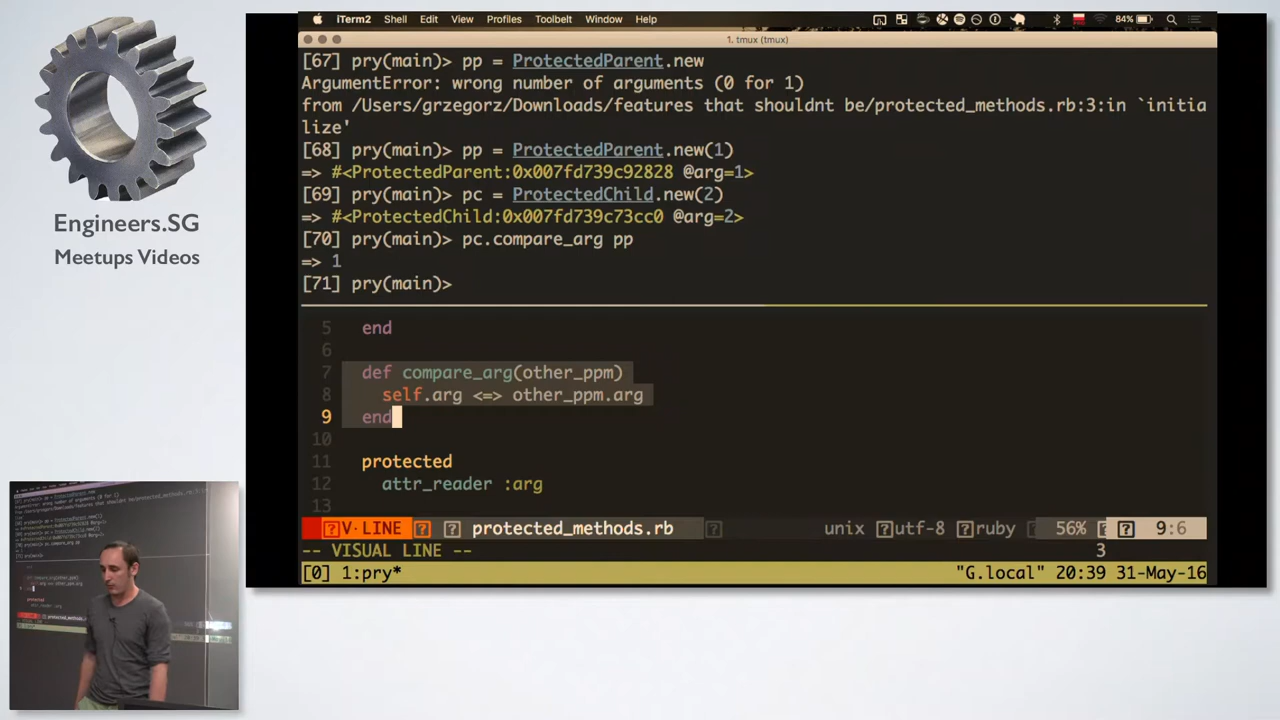 iTerm2 Shell Edit View Profiles Toolbelt Window Help 84%
1. tmux (tmux)
[67] pry(main)> pp = ProtectedParent.new
ArgumentError: wrong number of arguments (0 for 1)
from /Users/grzegorz/Downloads/features that shouldnt be/protected_methods.rb:3:in `initia
lize'
[68] pry(main)> pp = ProtectedParent.new(1)
=> #<ProtectedParent:0x007fd739c92828 @arg=1>
[69] pry(main)> pc = ProtectedChild.new(2)
=> #<ProtectedChild:0x007fd739c73cc0 @arg=2>
[70] pry(main)> pc.compare_arg pp
=> 1
[71] pry(main)>
Engineers.SG
Meetups Videos
5 end
6
7 def compare_arg(other_ppm)
8 self.arg <=> other_ppm.arg
9 end
10
11 protected
12 attr_reader :arg
13
V·LINE protected_methods.rb unix utf-8 ruby 56% 9:6
-- VISUAL LINE -- 3
[0] 1:pry* "G.local" 20:39 31-May-16